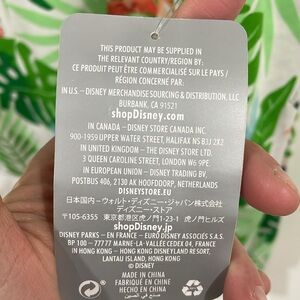 THIS PRODUCT MAY BE SUPPLIED IN
THE RELEVANT COUNTRY/REGION BY:
CE PRODUIT PEUT ÊTRE COMMERCIALISÉ SUR LE PAYS /
RÉGION CONCERNÉ PAR:
IN U.S. – DISNEY MERCHANDISE SOURCING & DISTRIBUTION, LLC
BURBANK, CA 91521
shopDisney.com
IN CANADA – DISNEY STORE CANADA INC.
900-1959 UPPER WATER STREET, HALIFAX NS B3J 2X2
IN UNITED KINGDOM – THE DISNEY STORE LTD.
3 QUEEN CAROLINE STREET, LONDON W6 9PE
IN EUROPEAN UNION – DISNEY TRADING BV
POSTBUS 406, 2130 AK HOOFDDORP, NETHERLANDS
DISNEYSTORE.EU
日本国内—ウォルト・ディズニー・ジャパン株式会社
ディズニー・ストア
〒105-6355 東京都港区虎ノ門1-23-1 虎ノ門ヒルズ
shopDisney.jp
DISNEY PARKS – EN FRANCE – EURO DISNEY ASSOCIÉS S.A.S.
BP 100 – 77777 MARNE-LA-VALLÉE CEDEX 04, FRANCE
IN HONG KONG – HONG KONG DISNEYLAND RESORT,
LANTAU ISLAND, HONG KONG
© DISNEY
MADE IN CHINA
FABRIQUÉ EN CHINE
HECHO EN CHINA
صنع في الصين